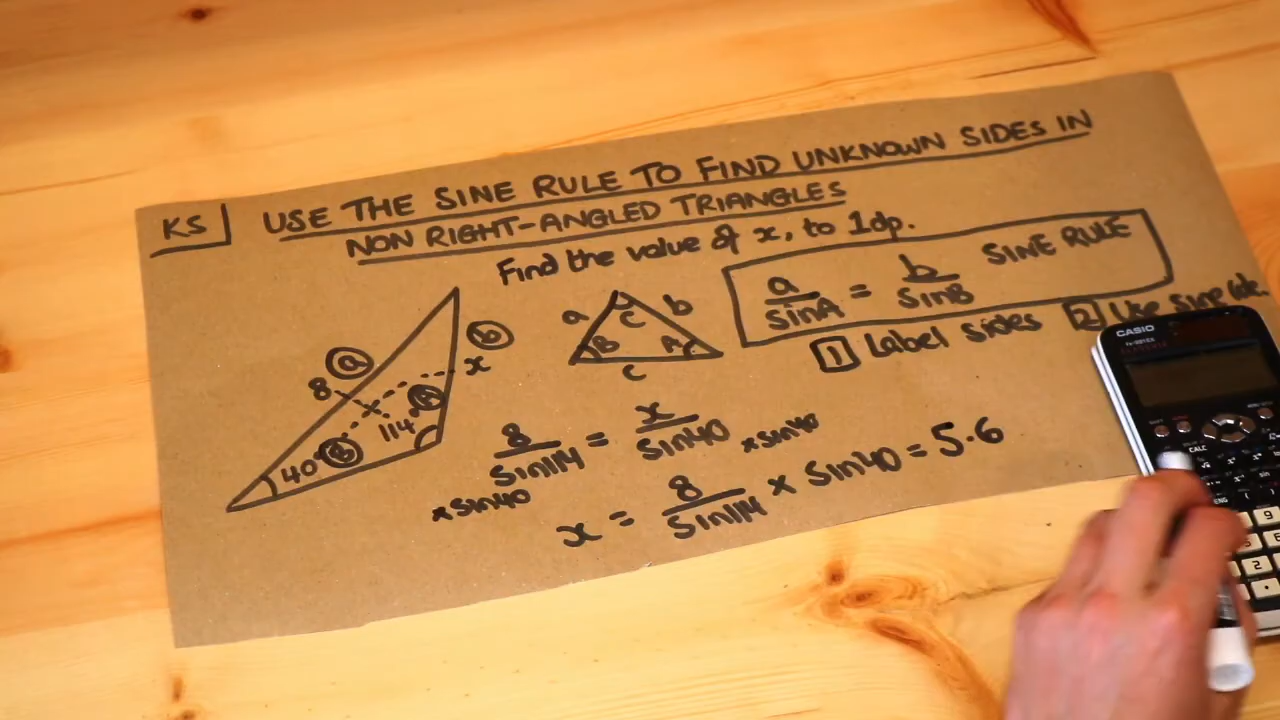 KS
USE THE SINE RULE TO FIND UNKNOWN SIDES IN
NON RIGHT-ANGLED TRIANGLES
Find the value of x, to 1dp.
a/sinA = b/sinB SINE RULE
1 Label sides 2 Use sine
a
8
b
x
40° B
114° A
a
b
c
B
A
C
8/sin114 = x/sin40
×sin40
×sin40
x = 8/sin114 × sin40 = 5.6
CASIO